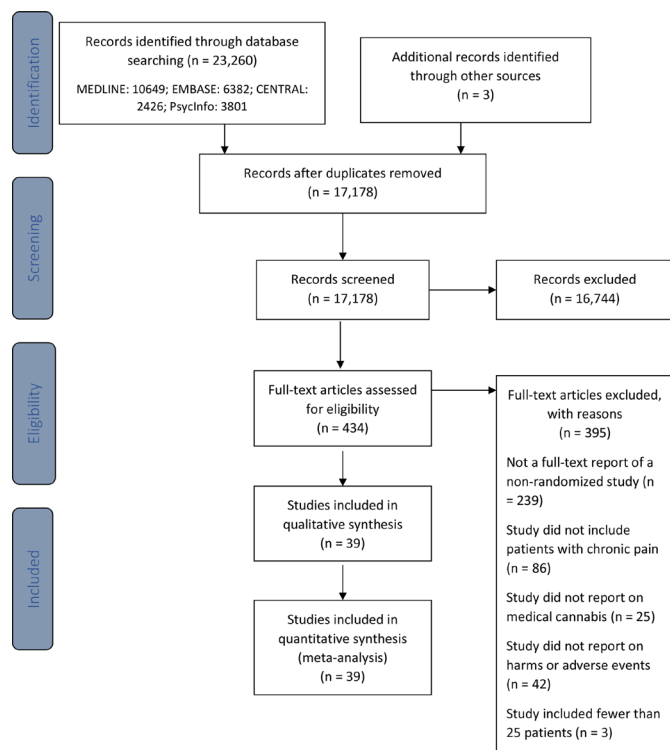 Identification
Records identified through database
searching (n = 23,260)
MEDLINE: 10649; EMBASE: 6382; CENTRAL:
2426; PsycInfo: 3801
Additional records identified
through other sources
(n = 3)
Records after duplicates removed
(n = 17,178)
Screening
Records screened
(n = 17,178)
Records excluded
(n = 16,744)
Eligibility
Full-text articles assessed
for eligibility
(n = 434)
Full-text articles excluded,
with reasons
(n = 395)
Not a full-text report of a
non-randomized study (n
= 239)
Study did not include
patients with chronic pain
(n = 86)
Study did not report on
medical cannabis (n = 25)
Study did not report on
harms or adverse events
(n = 42)
Study included fewer than
25 patients (n = 3)
Included
Studies included in
qualitative synthesis
(n = 39)
Studies included in
quantitative synthesis
(meta-analysis)
(n = 39)